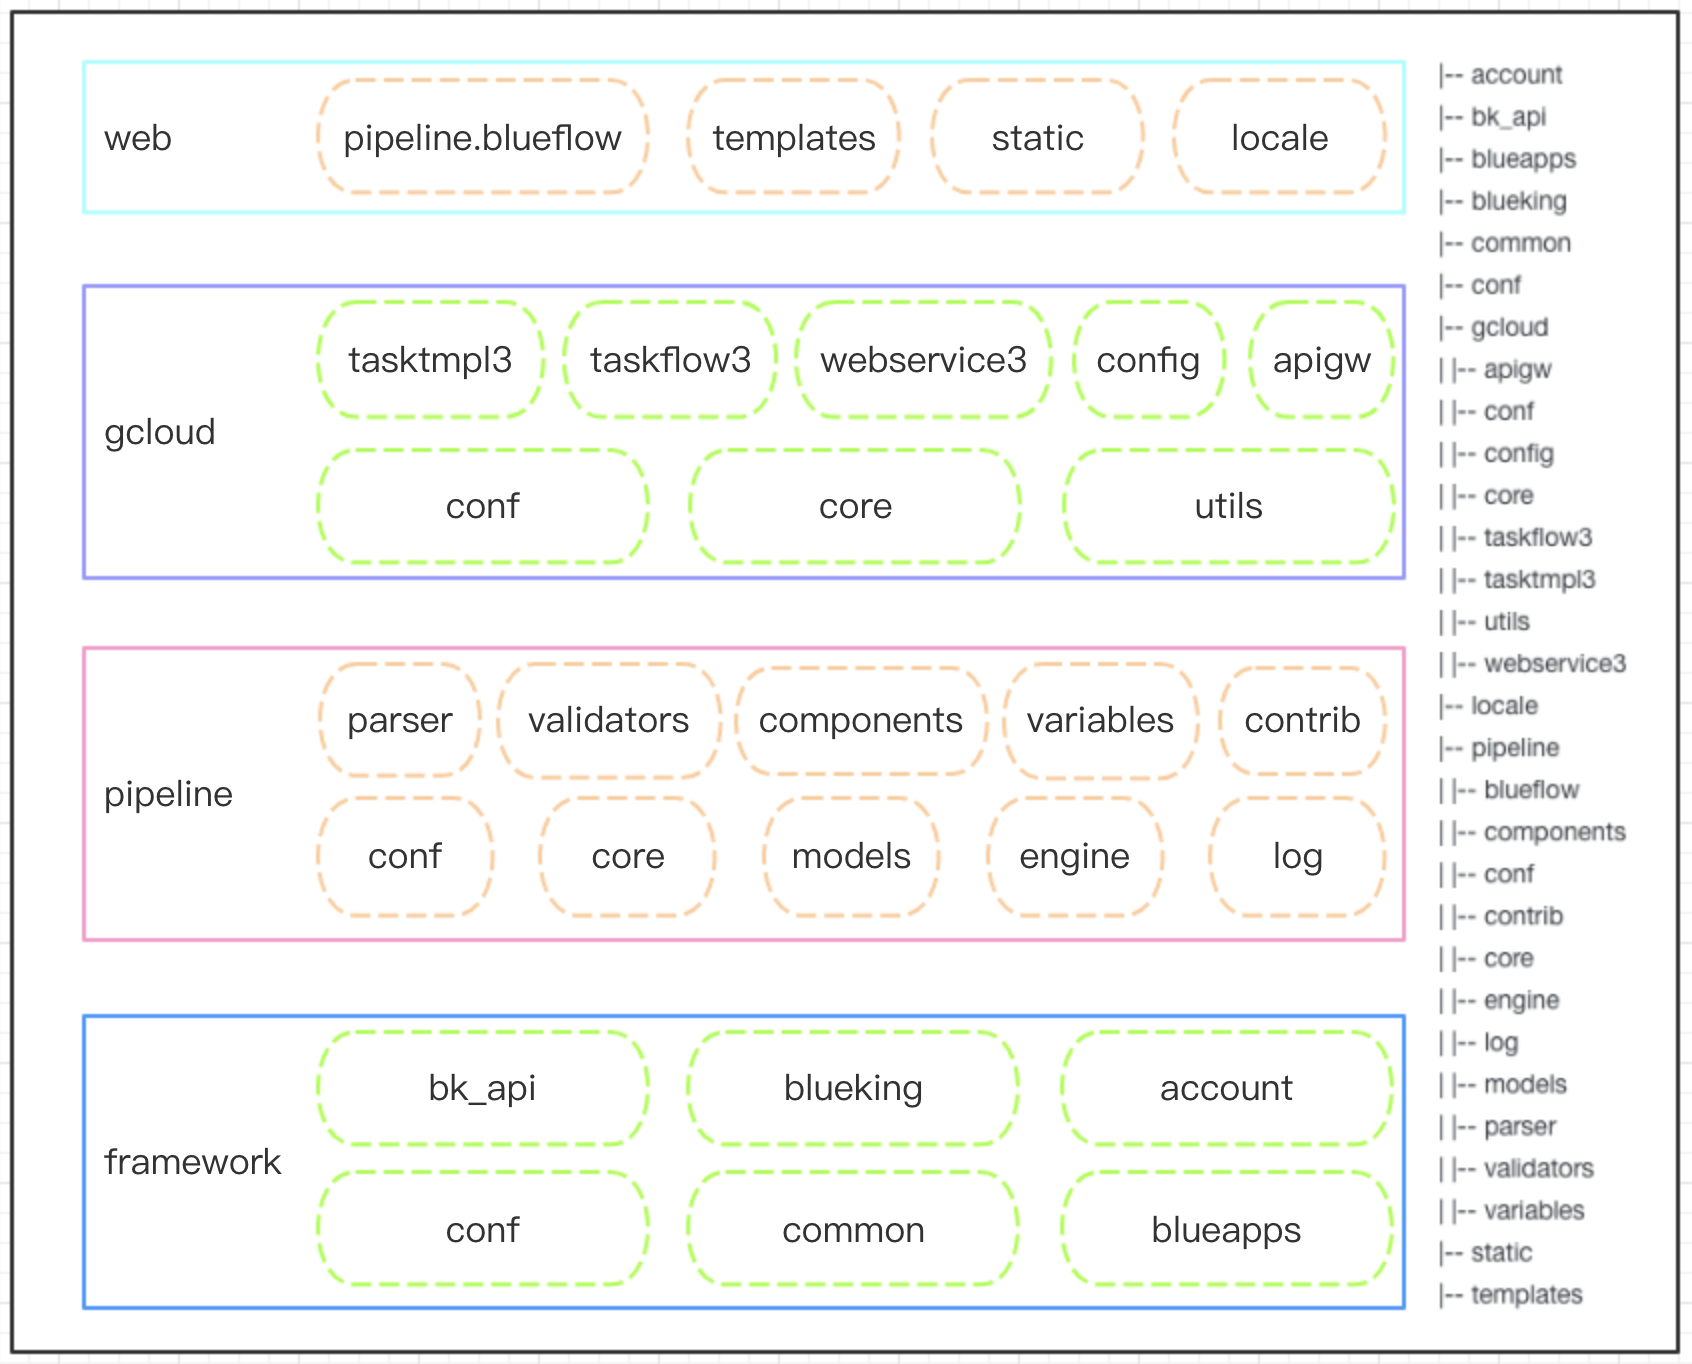 web
pipeline.blueflow
templates
static
locale
gcloud
tasktmpl3
taskflow3
webservice3
config
apigw
conf
core
utils
pipeline
parser
validators
components
variables
contrib
conf
core
models
engine
log
framework
bk_api
blueking
account
conf
common
blueapps
|-- account
|-- bk_api
|-- blueapps
|-- blueking
|-- common
|-- conf
|-- gcloud
| |-- apigw
| |-- conf
| |-- config
| |-- core
| |-- taskflow3
| |-- tasktmpl3
| |-- utils
| |-- webservice3
|-- locale
|-- pipeline
| |-- blueflow
| |-- components
| |-- conf
| |-- contrib
| |-- core
| |-- engine
| |-- log
| |-- models
| |-- parser
| |-- validators
| |-- variables
|-- static
|-- templates